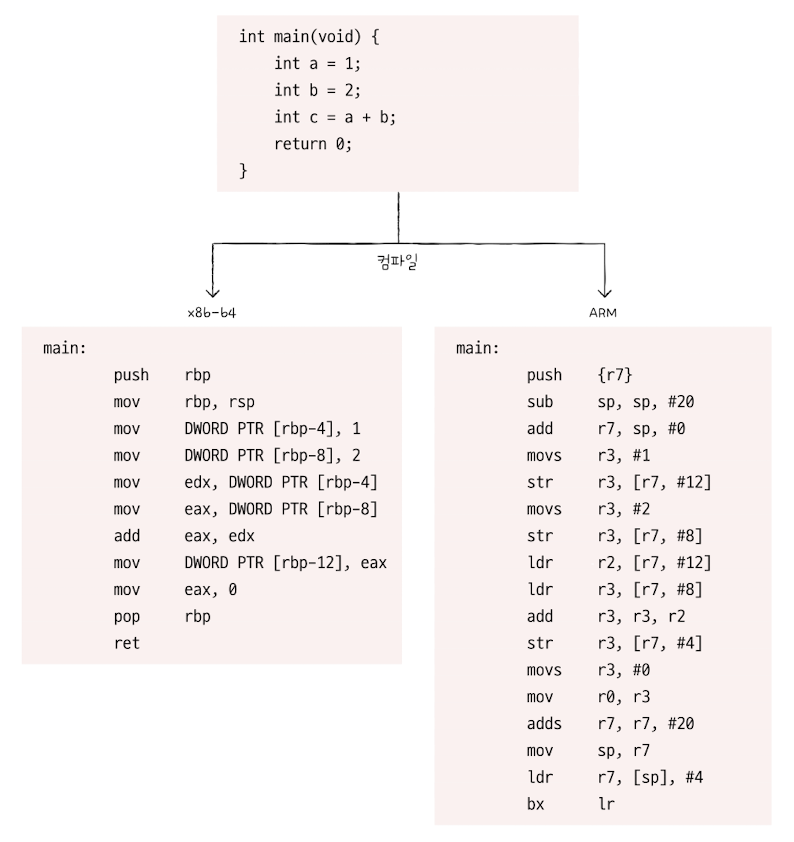 int main(void) {
    int a = 1;
    int b = 2;
    int c = a + b;
    return 0;
}
컴파일
x86-64
main:
        push    rbp
        mov     rbp, rsp
        mov     DWORD PTR [rbp-4], 1
        mov     DWORD PTR [rbp-8], 2
        mov     edx, DWORD PTR [rbp-4]
        mov     eax, DWORD PTR [rbp-8]
        add     eax, edx
        mov     DWORD PTR [rbp-12], eax
        mov     eax, 0
        pop     rbp
        ret
ARM
main:
        push    {r7}
        sub     sp, sp, #20
        add     r7, sp, #0
        movs    r3, #1
        str     r3, [r7, #12]
        movs    r3, #2
        str     r3, [r7, #8]
        ldr     r2, [r7, #12]
        ldr     r3, [r7, #8]
        add     r3, r3, r2
        str     r3, [r7, #4]
        movs    r3, #0
        mov     r0, r3
        adds    r7, r7, #20
        mov     sp, r7
        ldr     r7, [sp], #4
        bx      lr